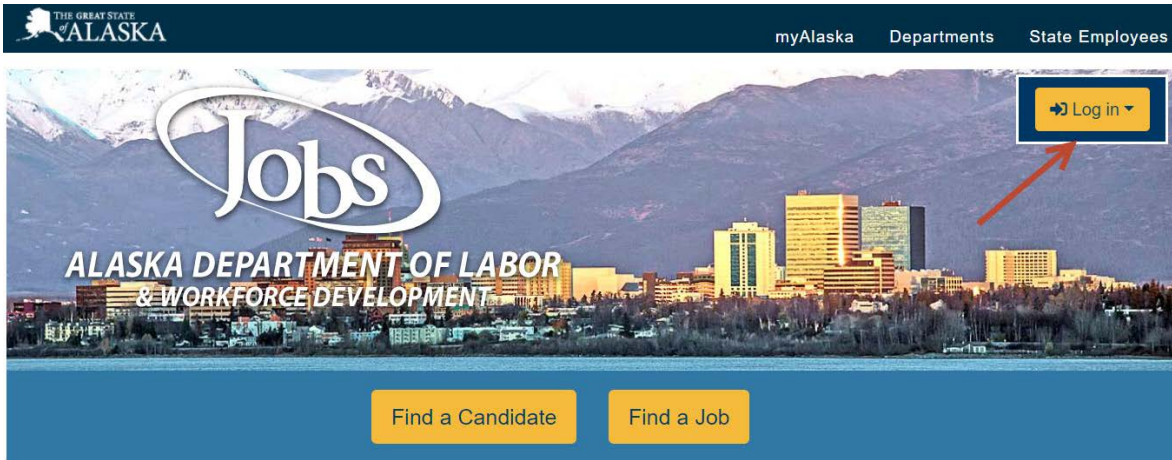 THE GREAT STATE
of ALASKA
myAlaska Departments State Employees
Log in
Jobs
ALASKA DEPARTMENT OF LABOR
& WORKFORCE DEVELOPMENT
Find a Candidate Find a Job